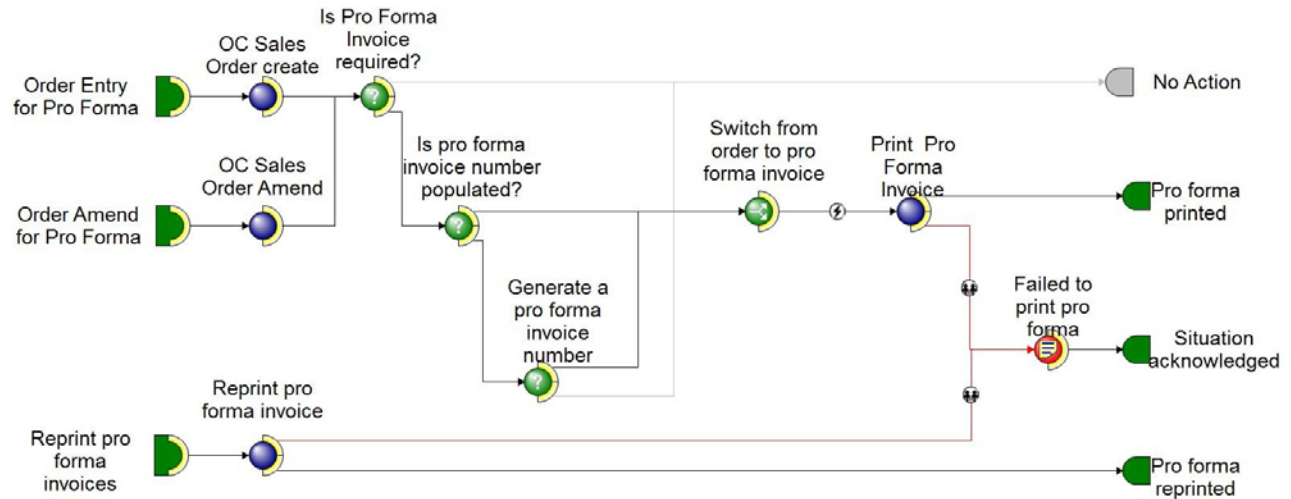 Is Pro Forma
Invoice
required?
OC Sales
Order create
Order Entry
for Pro Forma
No Action
Switch from
order to pro
forma invoice
Print Pro
Forma
Invoice
Is pro forma
invoice number
populated?
OC Sales
Order Amend
Order Amend
for Pro Forma
Pro forma
printed
Generate a
pro forma
invoice
number
Failed to
print pro
forma
Situation
acknowledged
Reprint pro
forma invoice
Reprint pro
forma
invoices
Pro forma
reprinted